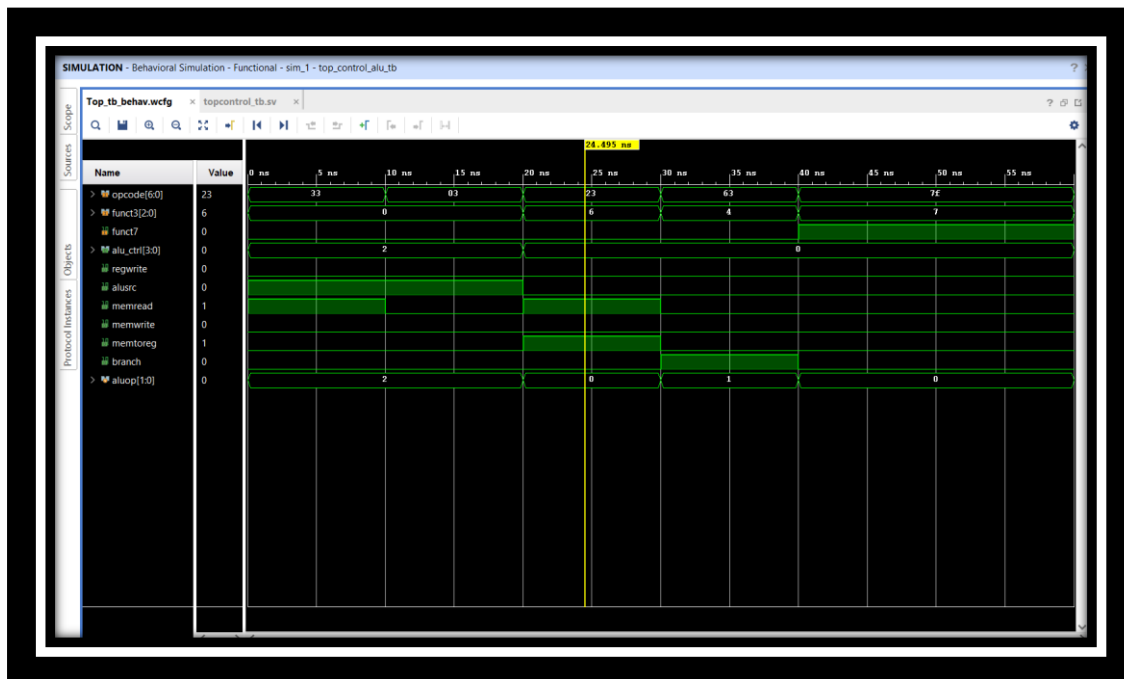 SIMULATION - Behavioral Simulation - Functional - sim_1 - top_control_alu_tb ?
Top_tb_behav.wcfg × topcontrol_tb.sv × ?
Scope
Sources
Objects
Protocol Instances
24.495 ns
Name Value 0 ns 5 ns 10 ns 15 ns 20 ns 25 ns 30 ns 35 ns 40 ns 45 ns 50 ns 55 ns
opcode[6:0] 23 33 03 23 63 7f
funct3[2:0] 6 0 6 4 7
funct7 0
alu_ctrl[3:0] 0 2 0
regwrite 0
alusrc 0
memread 1
memwrite 0
memtoreg 1
branch 0
aluop[1:0] 0 2 0 1 0